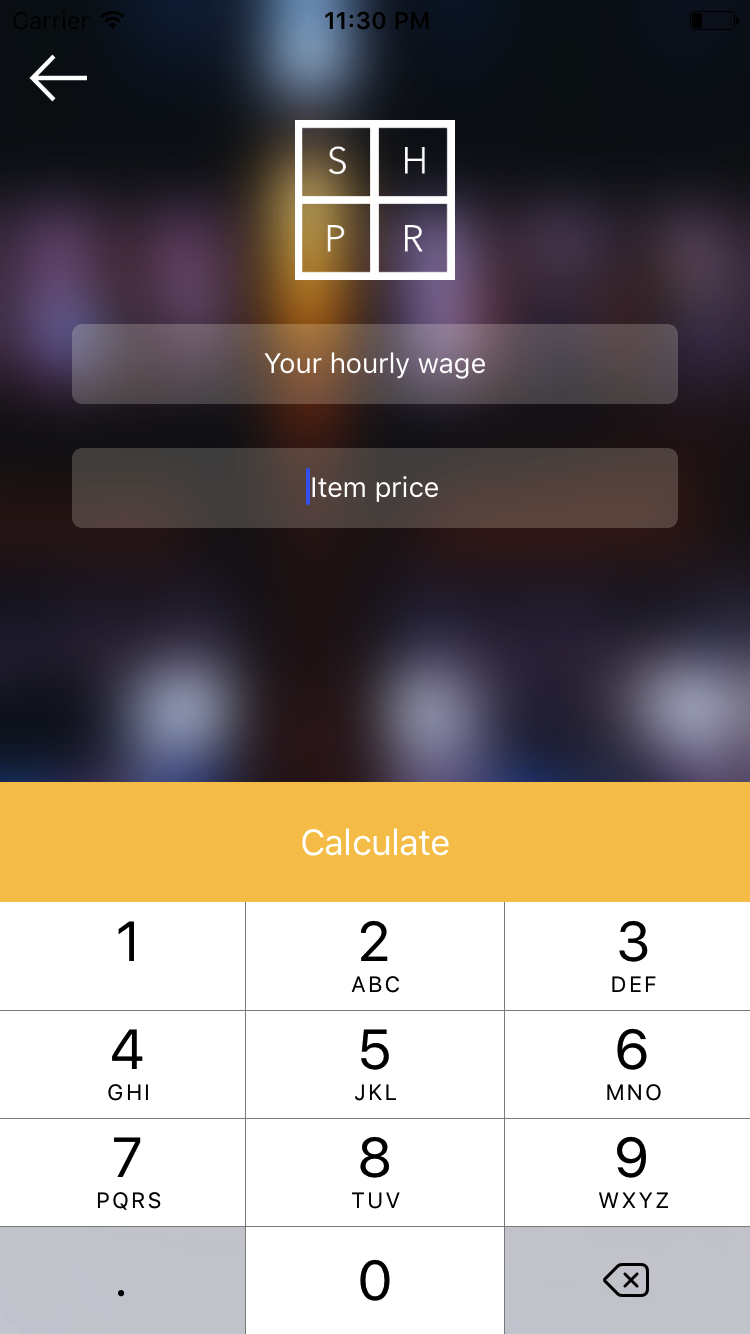 Carrier 11:30 PM
S H
P R
Your hourly wage
Item price
Calculate
1 2 3
ABC DEF
4 5 6
GHI JKL MNO
7 8 9
PQRS TUV WXYZ
. 0